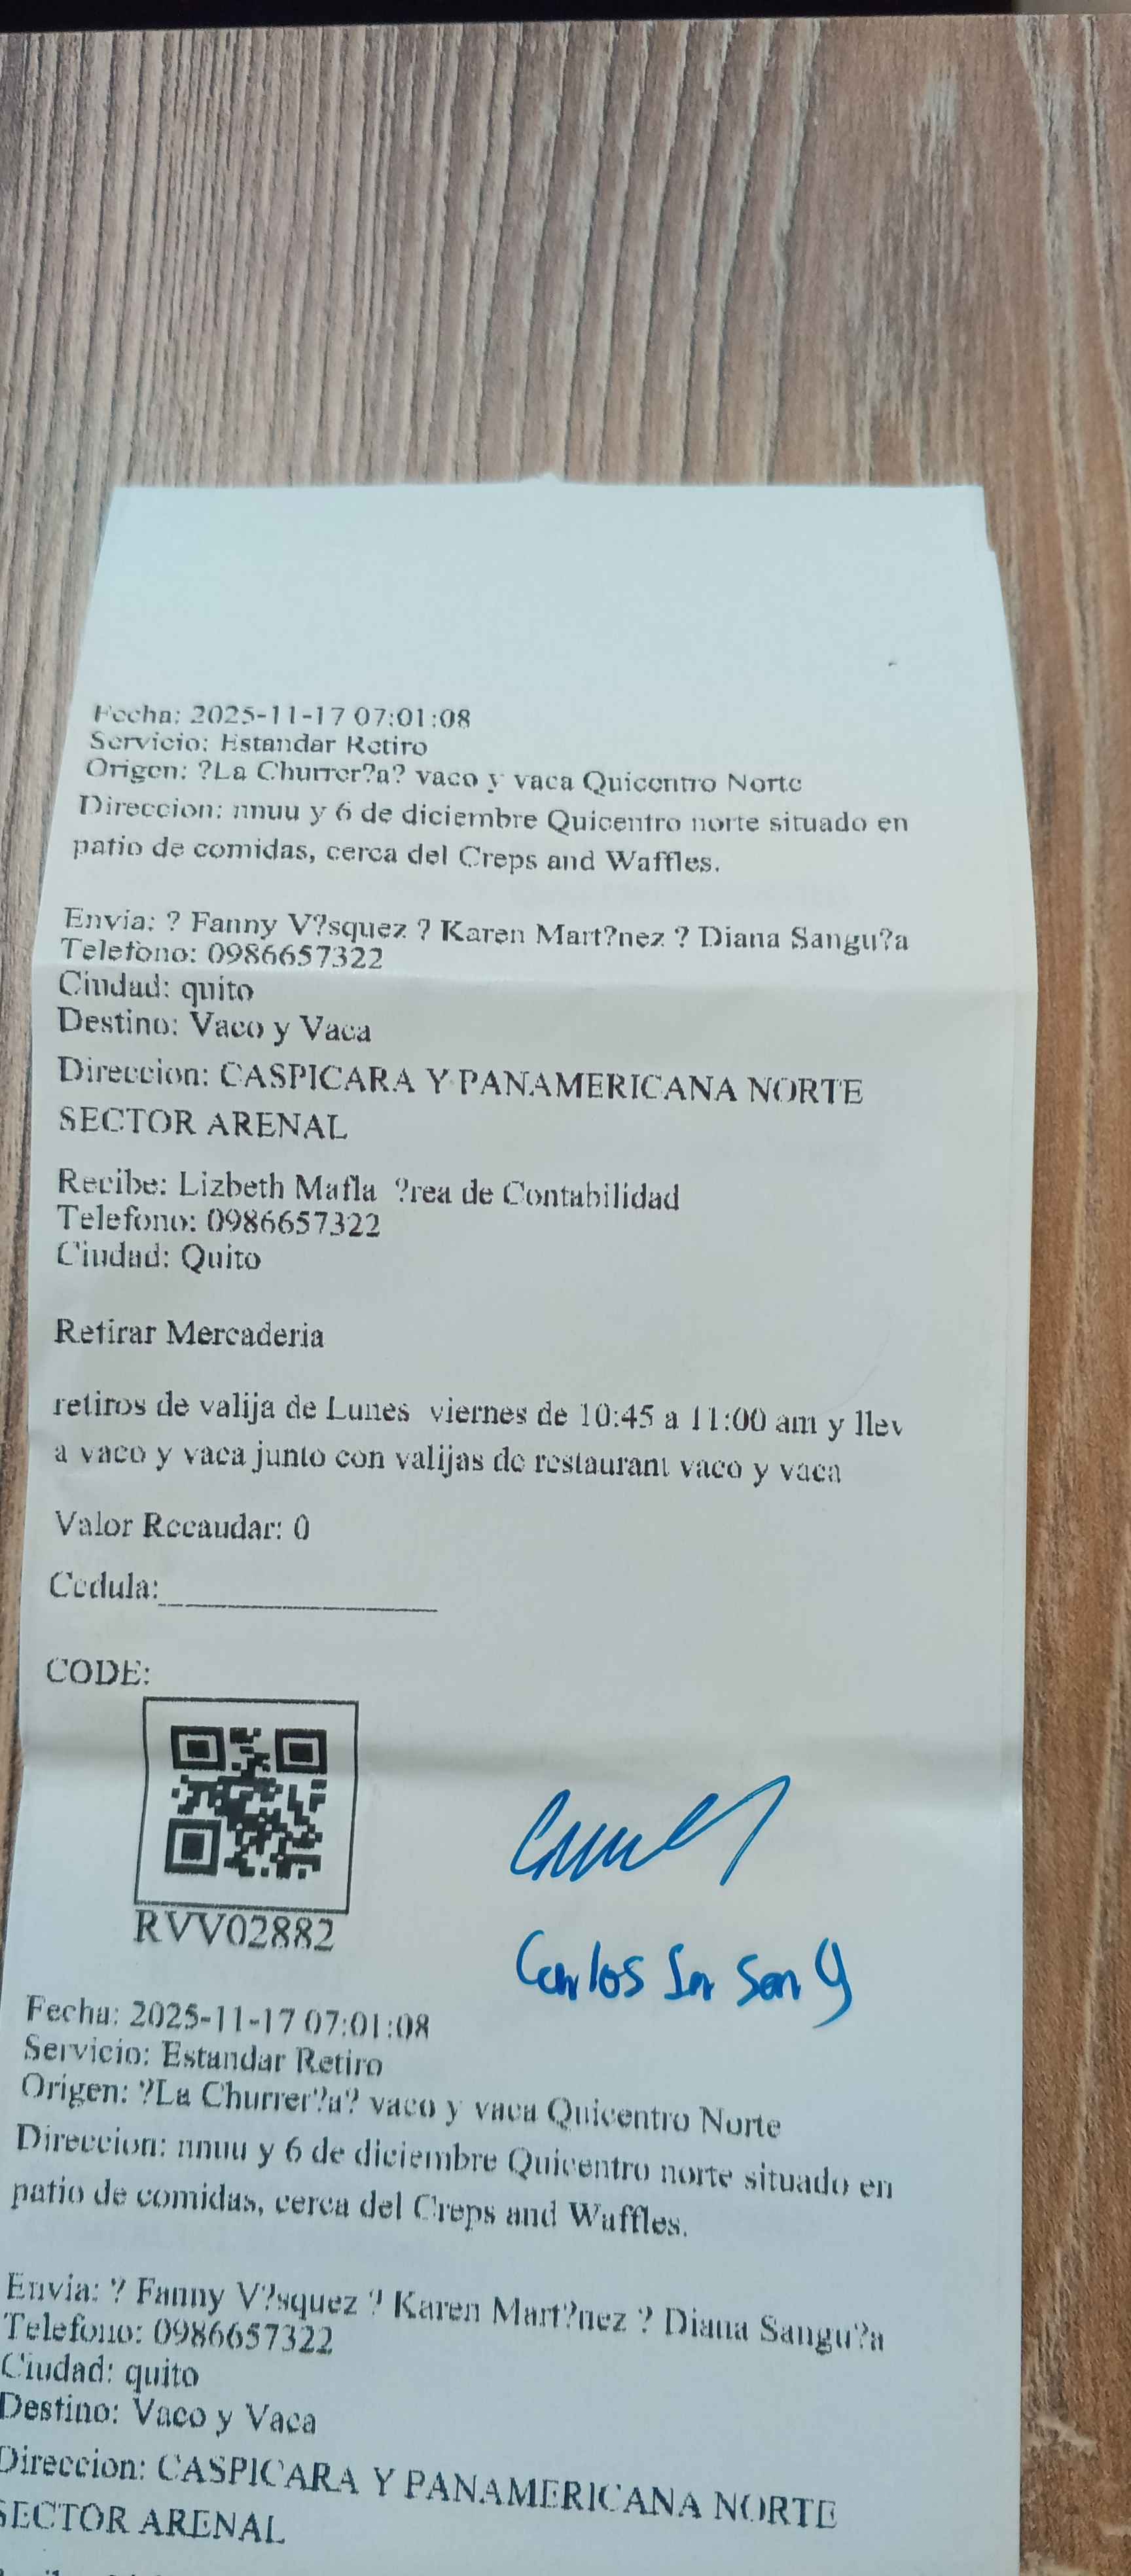 Fecha: 2025-11-17 07:01:08
Servicio: Estandar Retiro
Origen: ?La Churrer?a? vaco y vaca Quicentro Norte
Direccion: nnuu y 6 de diciembre Quicentro norte situado en
patio de comidas, cerca del Creps and Waffles.
Envia: ? Fanny V?squez ? Karen Mart?nez ? Diana Sangu?a
Telefono: 0986657322
Ciudad: quito
Destino: Vaco y Vaca
Direccion: CASPICARA Y PANAMERICANA NORTE
SECTOR ARENAL
Recibe: Lizbeth Mafla ?rea de Contabilidad
Telefono: 0986657322
Ciudad: Quito
Retirar Mercaderia
retiros de valija de Lunes viernes de 10:45 a 11:00 am y llev
a vaco y vaca junto con valijas de restaurant vaco y vaca
Valor Recaudar: 0
Cedula:
CODE:
RVV02882
Carlos
Fecha: 2025-11-17 07:01:08
Servicio: Estandar Retiro
Origen: ?La Churrer?a? vaco y vaca Quicentro Norte
Direccion: nnuu y 6 de diciembre Quicentro norte situado en
patio de comidas, cerca del Creps and Waffles.
Envia: ? Fanny V?squez ? Karen Mart?nez ? Diana Sangu?a
Telefono: 0986657322
Ciudad: quito
Destino: Vaco y Vaca
Direccion: CASPICARA Y PANAMERICANA NORTE
SECTOR ARENAL